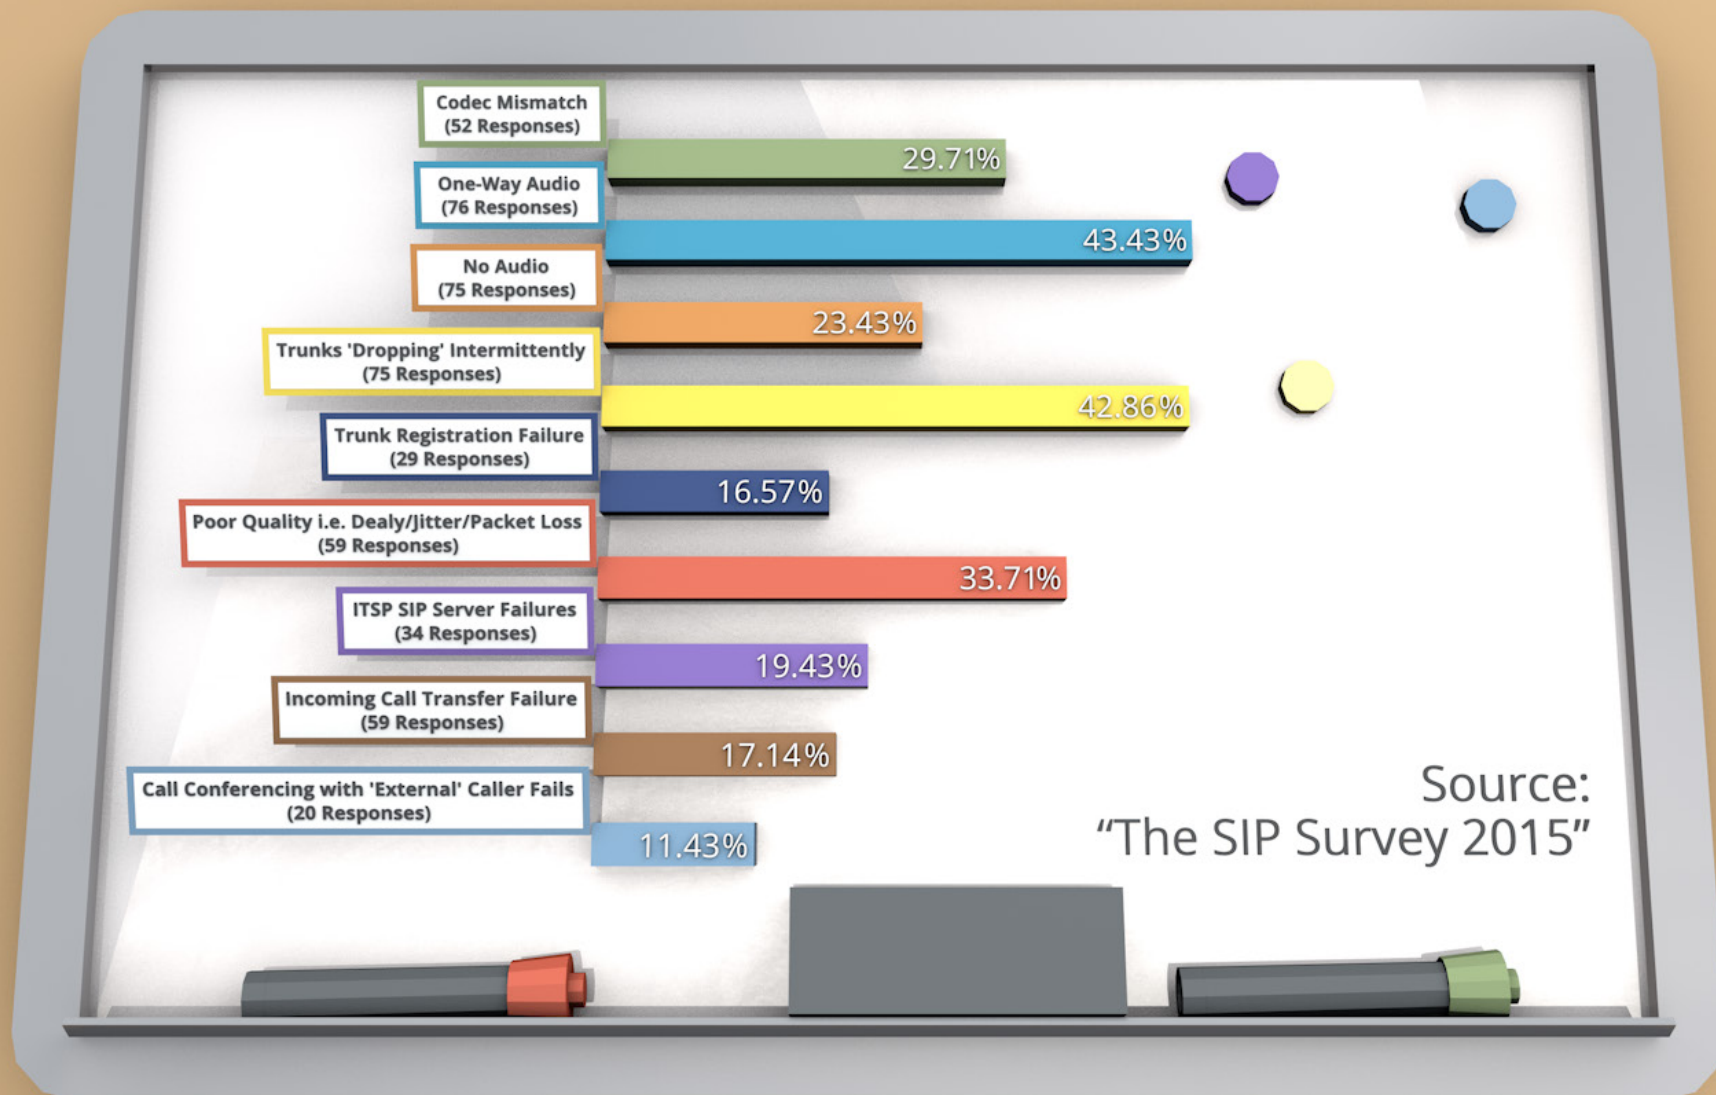 Codec Mismatch
(52 Responses)
29.71%
One-Way Audio
(76 Responses)
43.43%
No Audio
(75 Responses)
23.43%
Trunks 'Dropping' Intermittently
(75 Responses)
42.86%
Trunk Registration Failure
(29 Responses)
16.57%
Poor Quality i.e. Dealy/Jitter/Packet Loss
(59 Responses)
33.71%
ITSP SIP Server Failures
(34 Responses)
19.43%
Incoming Call Transfer Failure
(59 Responses)
17.14%
Call Conferencing with 'External' Caller Fails
(20 Responses)
11.43%
Source:
“The SIP Survey 2015”